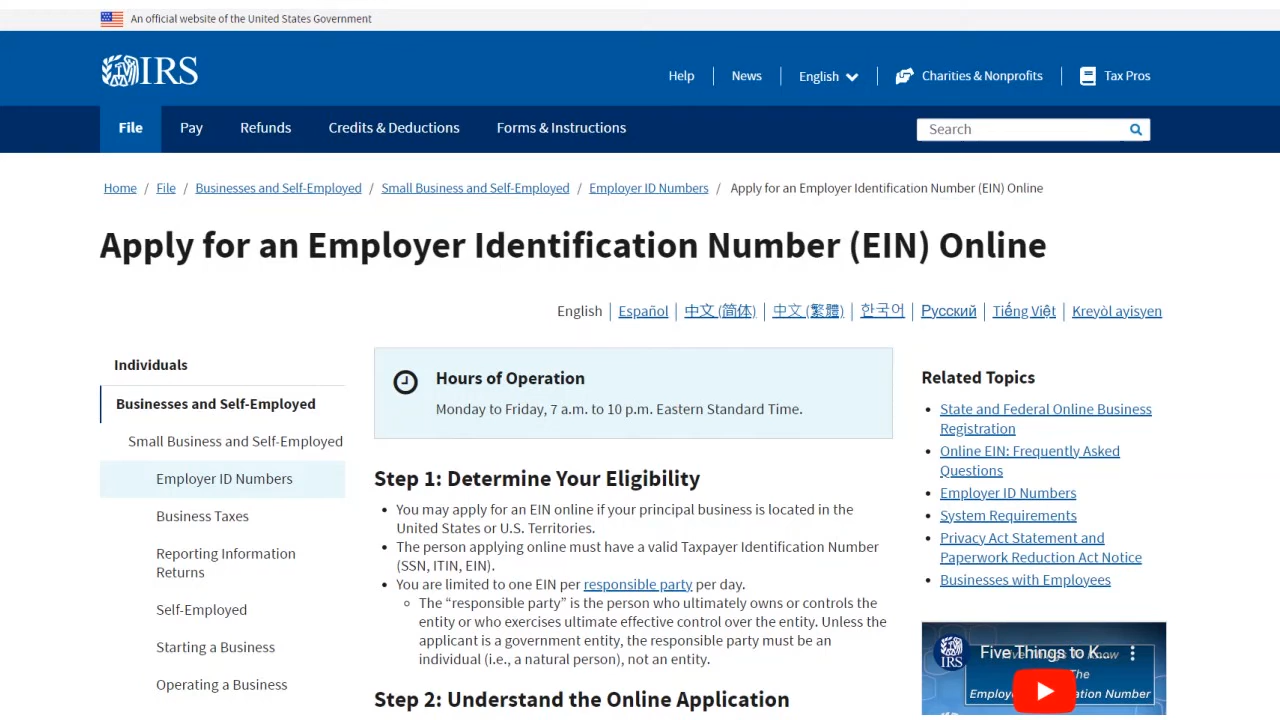 An official website of the United States Government
IRS
Help
News
English
Charities & Nonprofits
Tax Pros
File
Pay
Refunds
Credits & Deductions
Forms & Instructions
Search
Home / File / Businesses and Self-Employed / Small Business and Self-Employed / Employer ID Numbers / Apply for an Employer Identification Number (EIN) Online
Apply for an Employer Identification Number (EIN) Online
English | Español | 中文 (简体) | 中文 (繁體) | 한국어 | Русский | Tiếng Việt | Kreyòl ayisyen
Individuals
Businesses and Self-Employed
Small Business and Self-Employed
Employer ID Numbers
Business Taxes
Reporting Information
Returns
Self-Employed
Starting a Business
Operating a Business
Hours of Operation
Monday to Friday, 7 a.m. to 10 p.m. Eastern Standard Time.
Step 1: Determine Your Eligibility
• You may apply for an EIN online if your principal business is located in the
United States or U.S. Territories.
• The person applying online must have a valid Taxpayer Identification Number
(SSN, ITIN, EIN).
• You are limited to one EIN per responsible party per day.
◦ The “responsible party” is the person who ultimately owns or controls the
entity or who exercises ultimate effective control over the entity. Unless the
applicant is a government entity, the responsible party must be an
individual (i.e., a natural person), not an entity.
Step 2: Understand the Online Application
Related Topics
• State and Federal Online Business
Registration
• Online EIN: Frequently Asked
Questions
• Employer ID Numbers
• System Requirements
• Privacy Act Statement and
Paperwork Reduction Act Notice
• Businesses with Employees
IRS
Five Things to K...
Five Things to Know
The
Number